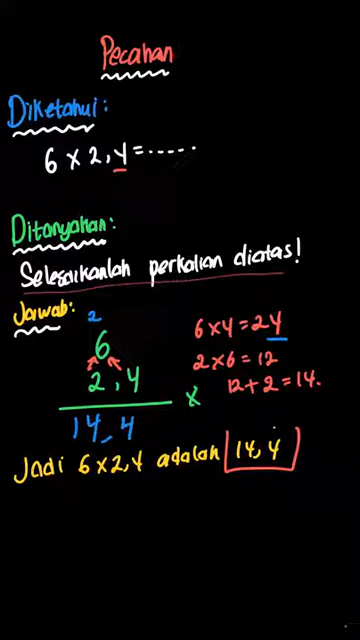 Pecahan
Diketahui:
6 x 2,4 = ......
Ditanyakan:
Selesaikanlah perkalian diatas!
Jawab:
2
6
2,4 x
14,4
6 x 4 = 24
2 x 6 = 12
12 + 2 = 14.
Jadi 6 x 2,4 adalah 14,4